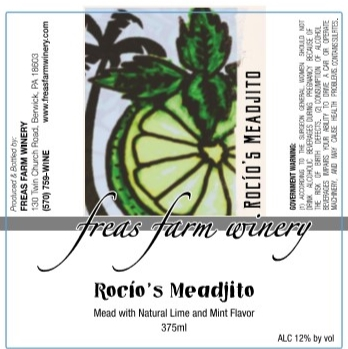 Produced & Bottled by:
FREAS FARM WINERY
130 Twin Church Road, Berwick, PA 18603
(570) 759-WINE www.freasfarmwinery.com
Rocío's Meadjito
GOVERNMENT WARNING:
(1) ACCORDING TO THE SURGEON GENERAL, WOMEN SHOULD NOT
DRINK ALCOHOLIC BEVERAGES DURING PREGNANCY BECAUSE OF
THE RISK OF BIRTH DEFECTS. (2) CONSUMPTION OF ALCOHOLIC
BEVERAGES IMPAIRS YOUR ABILITY TO DRIVE A CAR OR OPERATE
MACHINERY, AND MAY CAUSE HEALTH PROBLEMS. CONTAINS SULFITES.
freas farm winery
Rocío's Meadjito
Mead with Natural Lime and Mint Flavor
375ml
ALC 12% by vol